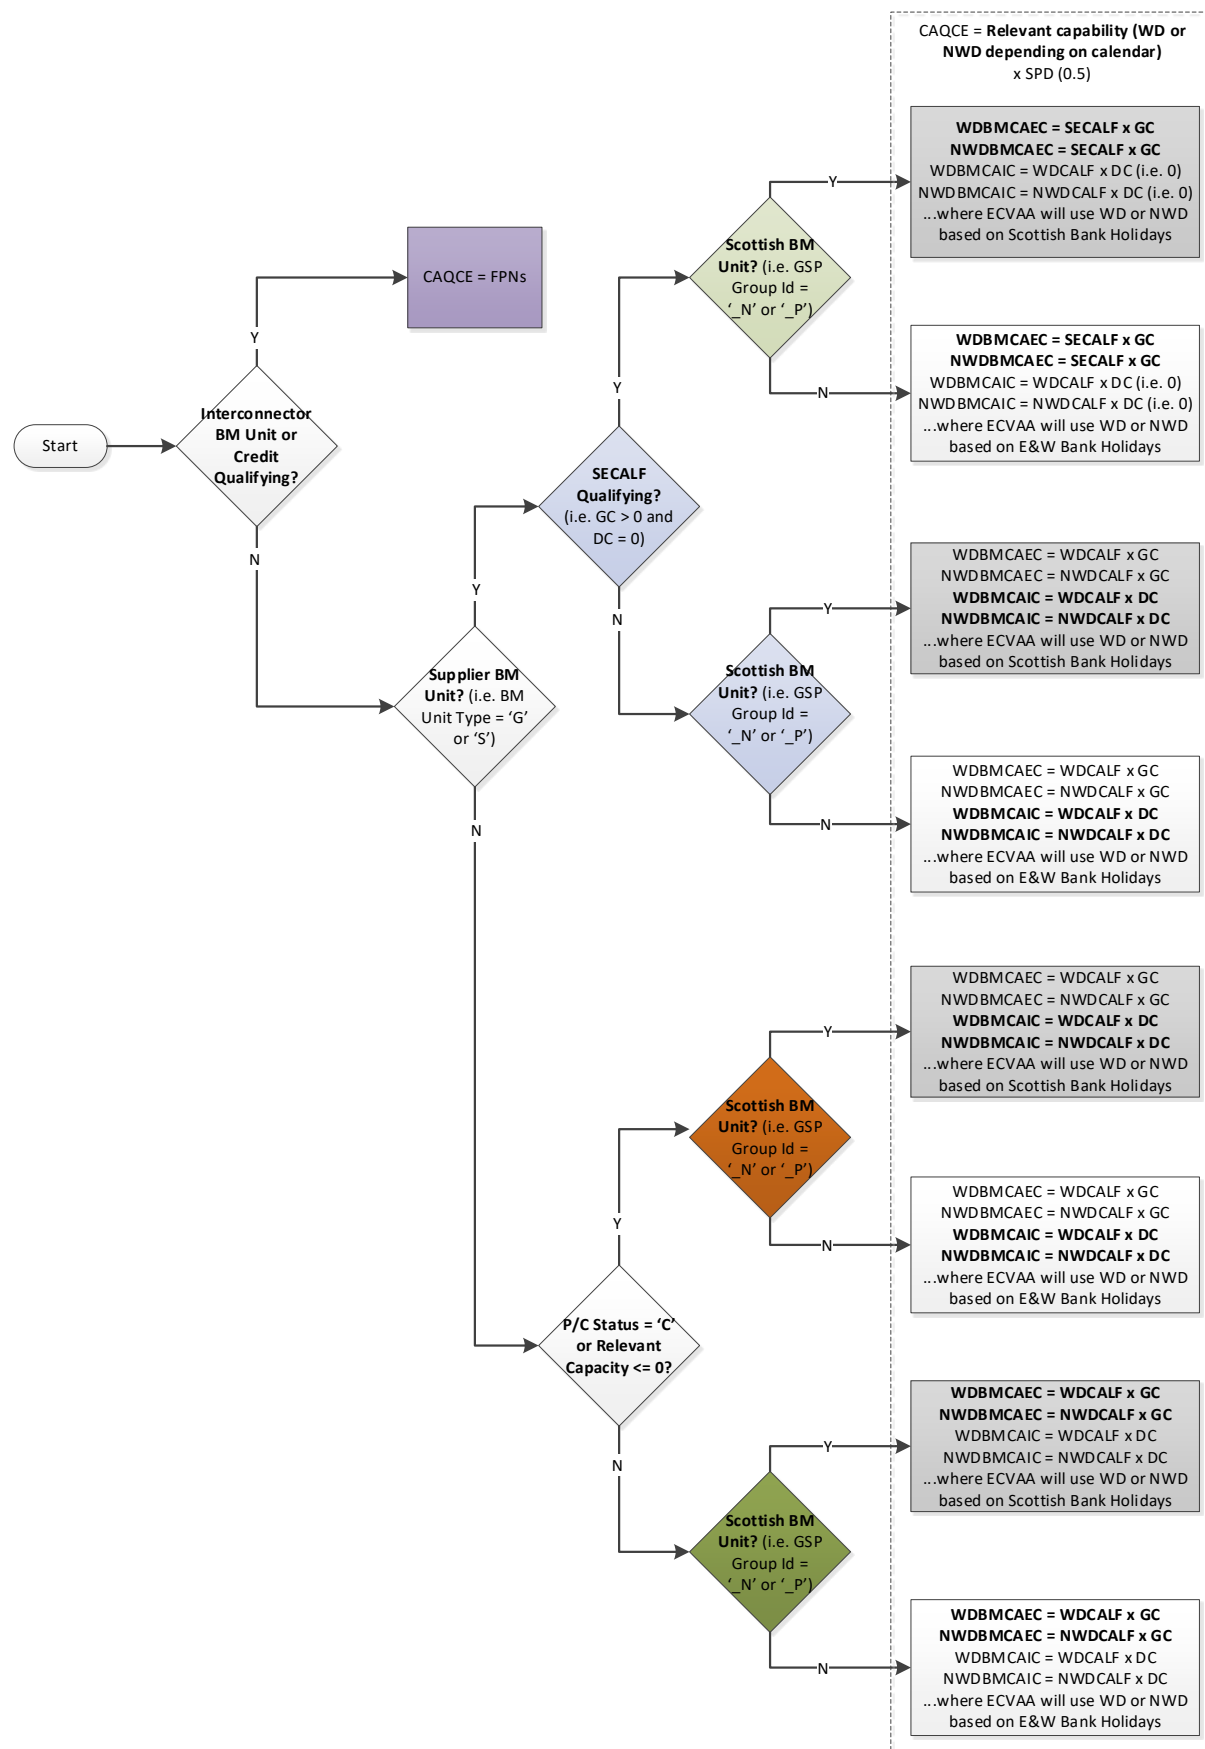 CAQCE = Relevant capability (WD or
NWD depending on calendar)
x SPD (0.5)
WDBMCAEC = SECALF x GC
NWDBMCAEC = SECALF x GC
WDBMCAIC = WDCALF x DC (i.e. 0)
NWDBMCAIC = NWDCALF x DC (i.e. 0)
...where ECVAA will use WD or NWD
based on Scottish Bank Holidays
Y
Scottish BM
Unit? (i.e. GSP
Group Id =
‘_N’ or ‘_P’)
CAQCE = FPNs
Y
WDBMCAEC = SECALF x GC
NWDBMCAEC = SECALF x GC
WDBMCAIC = WDCALF x DC (i.e. 0)
NWDBMCAIC = NWDCALF x DC (i.e. 0)
...where ECVAA will use WD or NWD
based on E&W Bank Holidays
N
Y
Start
Interconnector
BM Unit or
Credit
Qualifying?
SECALF
Qualifying?
(i.e. GC > 0 and
DC = 0)
N
Y
N
WDBMCAEC = WDCALF x GC
NWDBMCAEC = NWDCALF x GC
WDBMCAIC = WDCALF x DC
NWDBMCAIC = NWDCALF x DC
...where ECVAA will use WD or NWD
based on Scottish Bank Holidays
Y
Supplier BM
Unit? (i.e. BM
Unit Type = ‘G’
or ‘S’)
Scottish BM
Unit? (i.e. GSP
Group Id =
‘_N’ or ‘_P’)
N
N
WDBMCAEC = WDCALF x GC
NWDBMCAEC = NWDCALF x GC
WDBMCAIC = WDCALF x DC
NWDBMCAIC = NWDCALF x DC
...where ECVAA will use WD or NWD
based on E&W Bank Holidays
WDBMCAEC = WDCALF x GC
NWDBMCAEC = NWDCALF x GC
WDBMCAIC = WDCALF x DC
NWDBMCAIC = NWDCALF x DC
...where ECVAA will use WD or NWD
based on Scottish Bank Holidays
Y
Scottish BM
Unit? (i.e. GSP
Group Id =
‘_N’ or ‘_P’)
Y
N
WDBMCAEC = WDCALF x GC
NWDBMCAEC = NWDCALF x GC
WDBMCAIC = WDCALF x DC
NWDBMCAIC = NWDCALF x DC
...where ECVAA will use WD or NWD
based on E&W Bank Holidays
P/C Status = ‘C’
or Relevant
Capacity <= 0?
N
Y
WDBMCAEC = WDCALF x GC
NWDBMCAEC = NWDCALF x GC
WDBMCAIC = WDCALF x DC
NWDBMCAIC = NWDCALF x DC
...where ECVAA will use WD or NWD
based on Scottish Bank Holidays
Scottish BM
Unit? (i.e. GSP
Group Id =
‘_N’ or ‘_P’)
N
WDBMCAEC = WDCALF x GC
NWDBMCAEC = NWDCALF x GC
WDBMCAIC = WDCALF x DC
NWDBMCAIC = NWDCALF x DC
...where ECVAA will use WD or NWD
based on E&W Bank Holidays